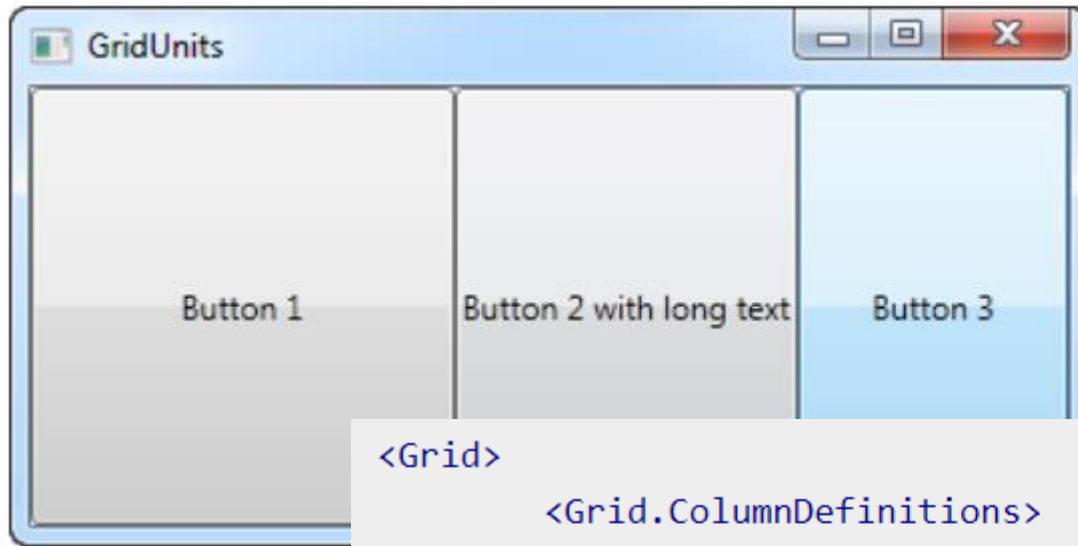 GridUnits
Button 1
Button 2 with long text
Button 3
<Grid>
<Grid.ColumnDefinitions>